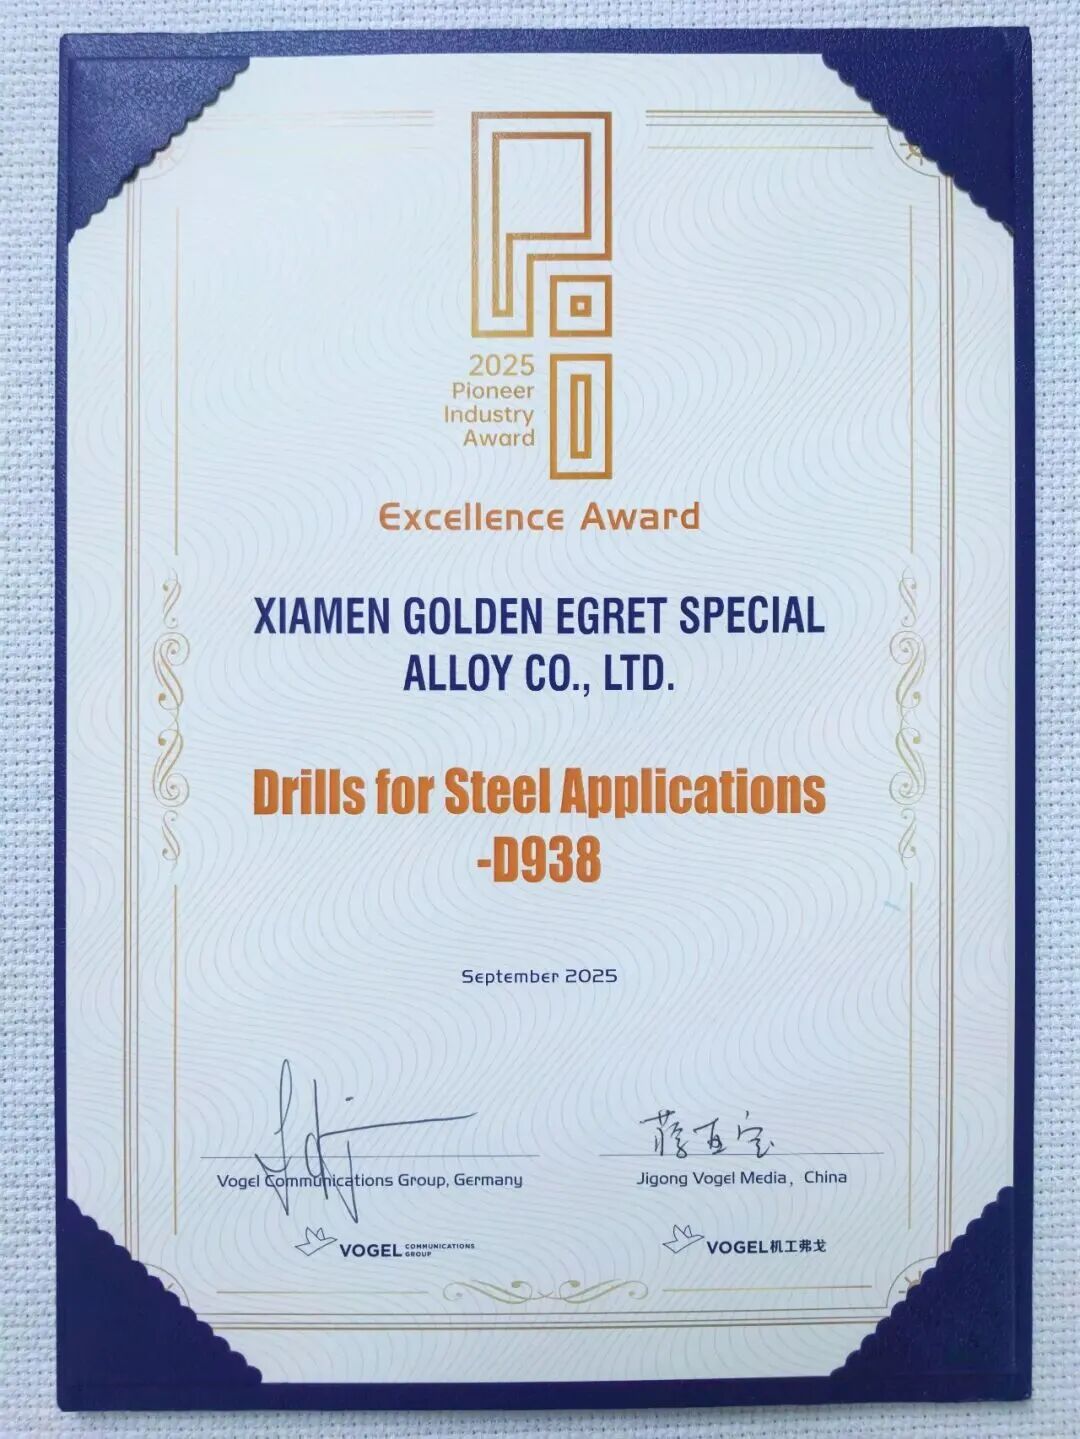 2025
Pioneer
Industry
Award
Excellence Award
XIAMEN GOLDEN EGRET SPECIAL
ALLOY CO., LTD.
Drills for Steel Applications
-D938
September 2025
Vogel Communications Group, Germany
Jigong Vogel Media, China
VOGEL COMMUNICATIONS GROUP
VOGEL机工弗戈